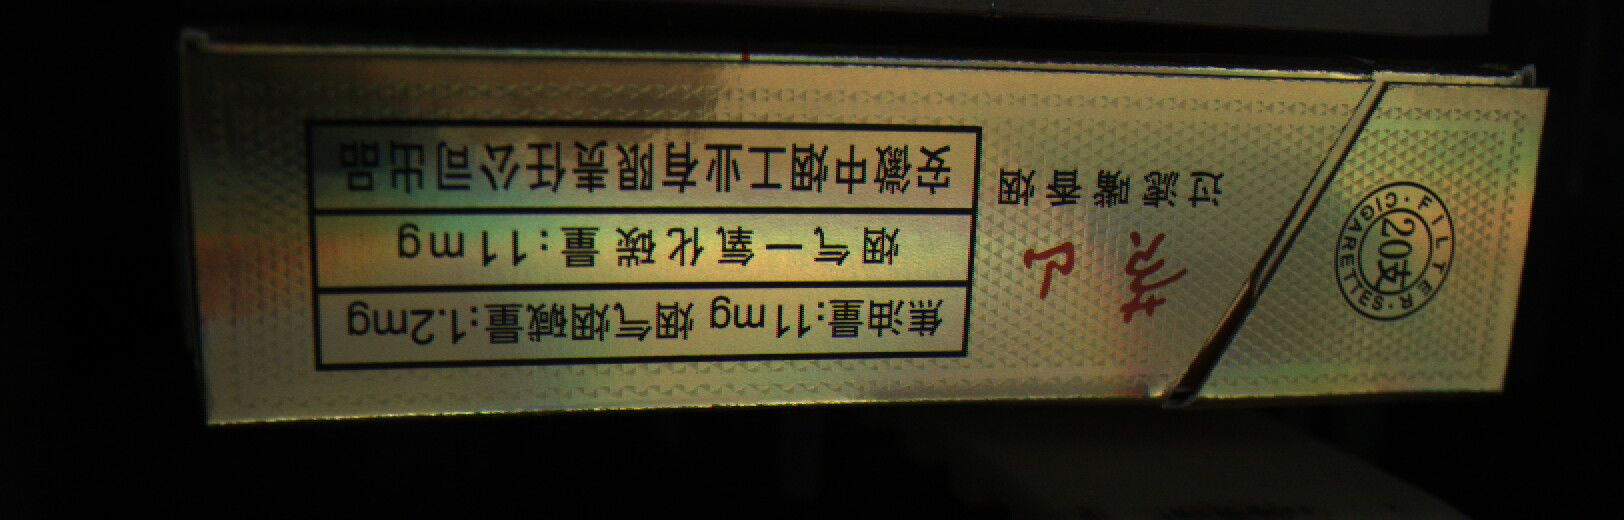 FILTER · CIGARETTES ·
20支
黄山
过滤嘴香烟
焦油量:11mg 烟气烟碱量:1.2mg
烟气一氧化碳量:11mg
安徽中烟工业有限责任公司出品